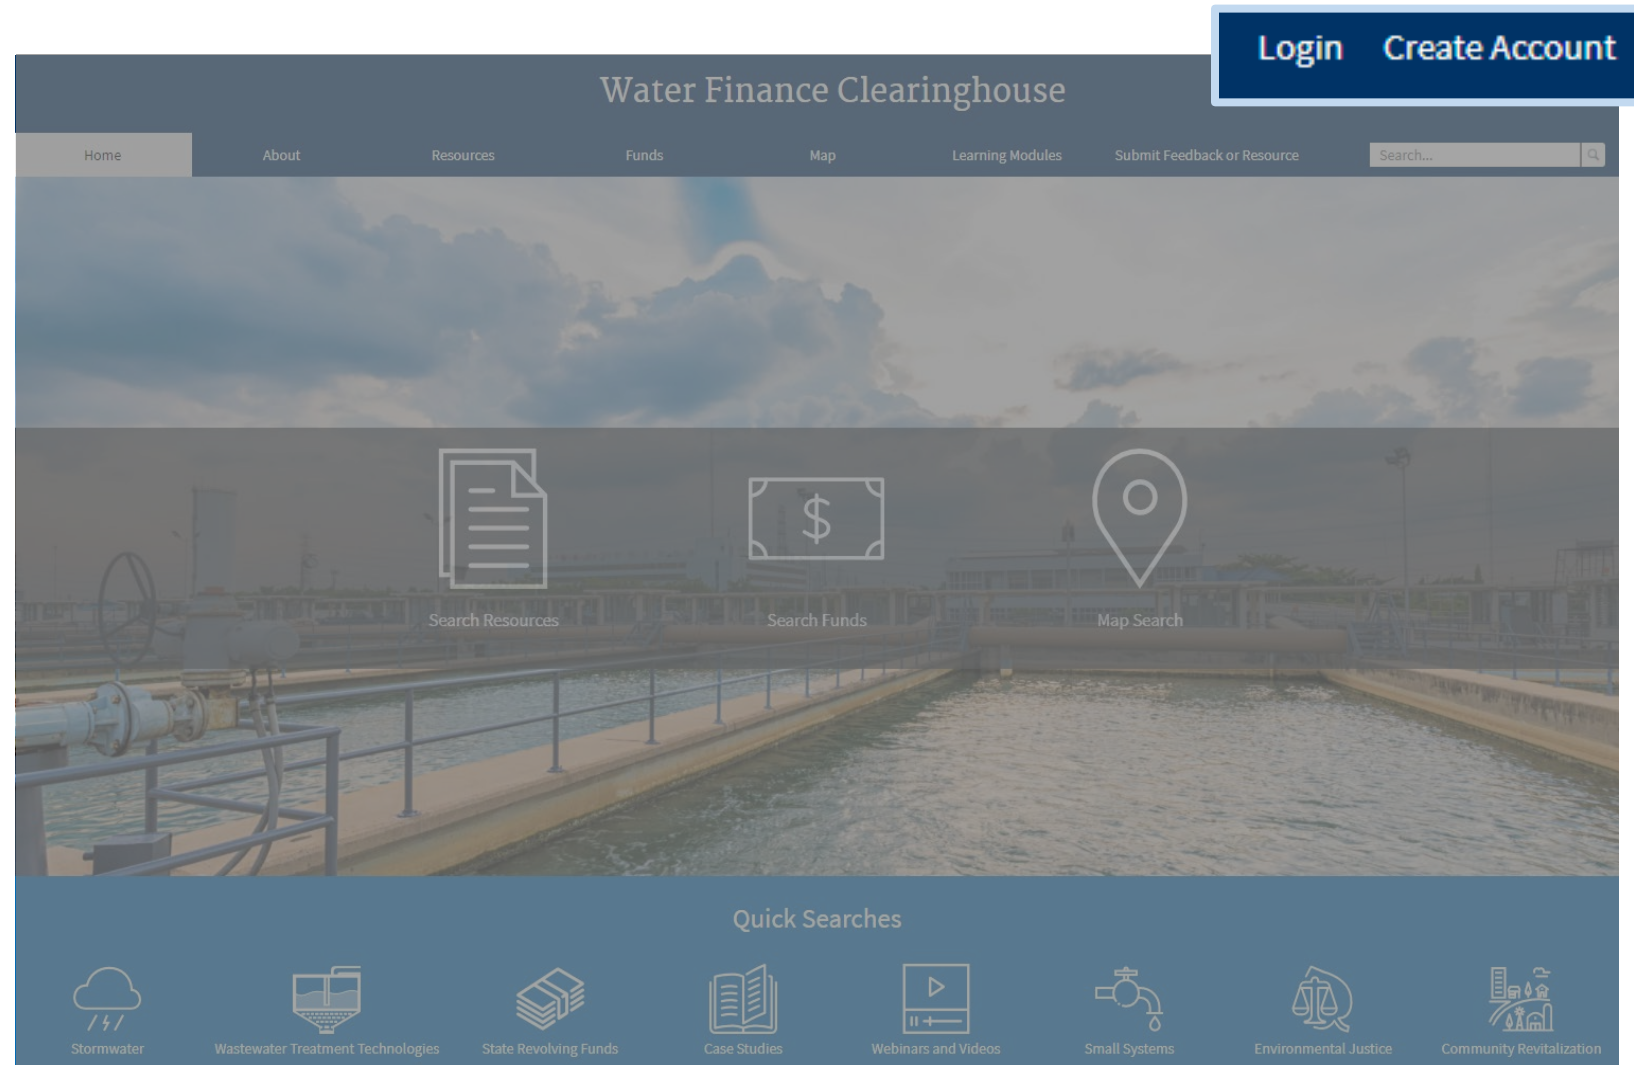 Login Create Account
Water Finance Clearinghouse
Home About Resources Funds Map Learning Modules Submit Feedback or Resource Search...
$
Search Resources Search Funds Map Search
Quick Searches
Stormwater Wastewater Treatment Technologies State Revolving Funds Case Studies Webinars and Videos Small Systems Environmental Justice Community Revitalization